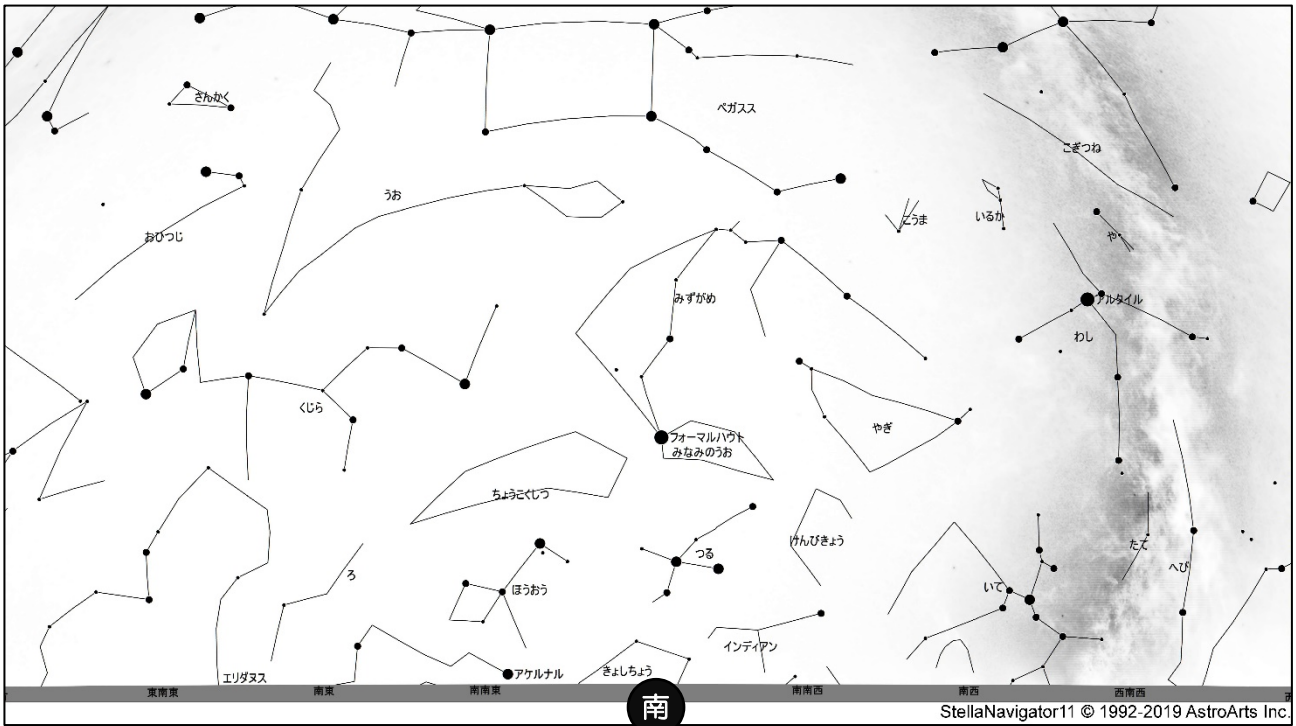 さんかく
ペガスス
こぎつね
うお
こうま
いるか
や
おひつじ
みずがめ
アルタイル
わし
くじら
やぎ
フォーマルハウト
みなみのうお
ちょうこくしつ
けんびきょう
つる
たて
へび
ろ
ほうおう
いて
インディアン
エリダヌス
アケルナル
きょしちょう
東南東
南東
南南東
南
南南西
南西
西南西
StellaNavigator11 © 1992-2019 AstroArts Inc.